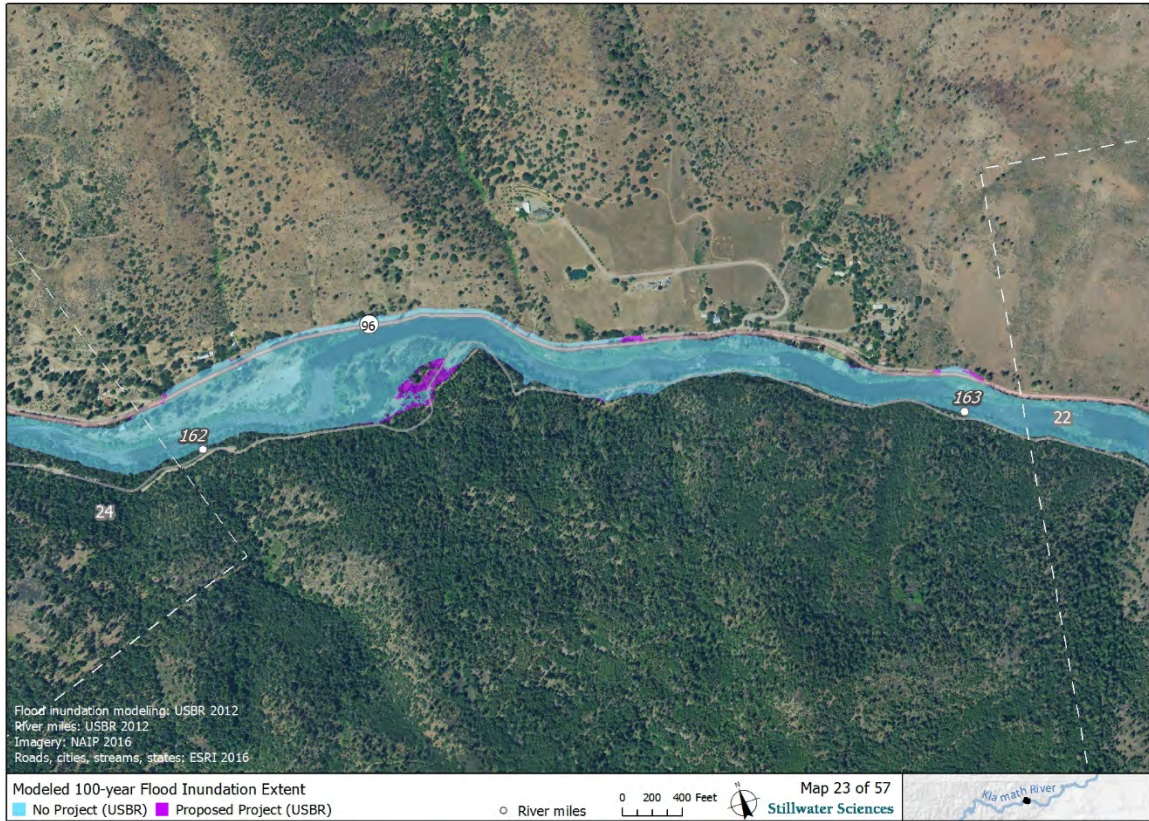 96
162
163
22
24
Flood inundation modeling: USBR 2012
River miles: USBR 2012
Imagery: NAIP 2016
Roads, cities, streams, states: ESRI 2016
Modeled 100-year Flood Inundation Extent
No Project (USBR) Proposed Project (USBR)
River miles
0 200 400 Feet
N
Map 23 of 57
Stillwater Sciences
Klamath River